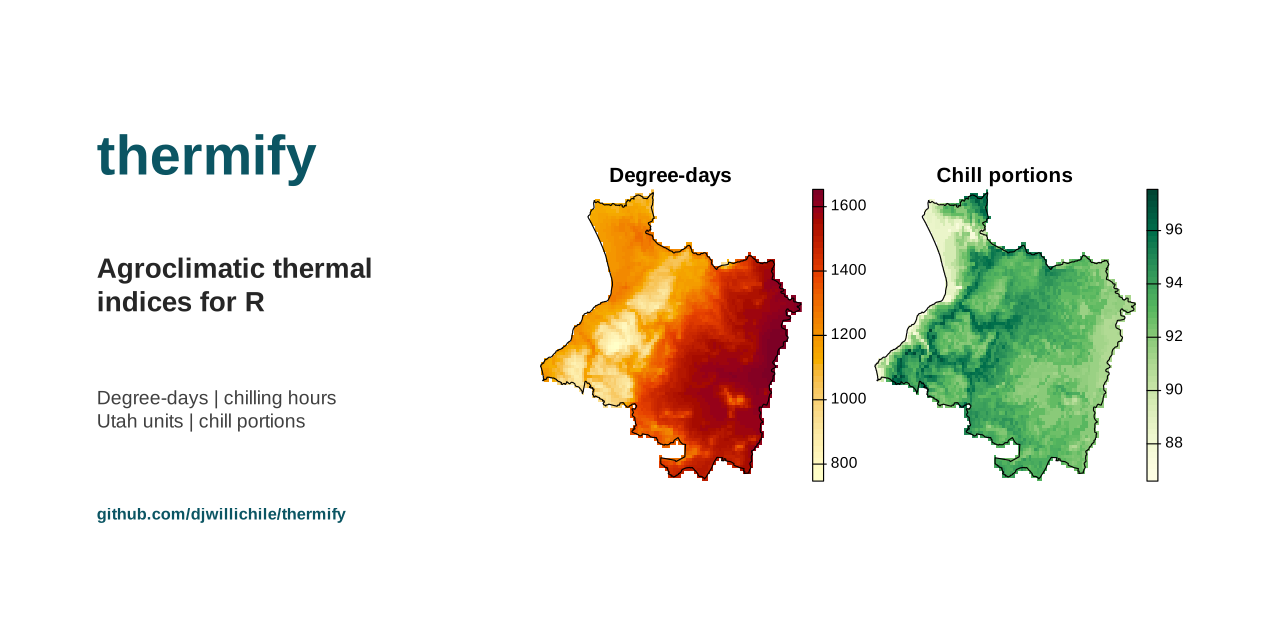 thermify
Agroclimatic thermal
indices for R
Degree-days | chilling hours
Utah units | chill portions
github.com/djwillichile/thermify
Degree-days
1600
1400
1200
1000
800
Chill portions
96
94
92
90
88